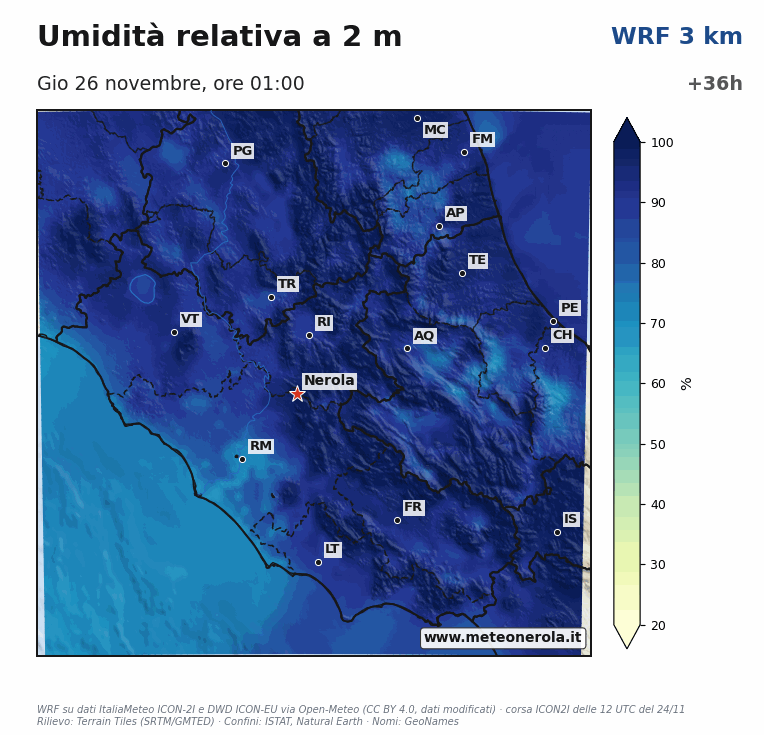 Umidità relativa a 2 m
WRF 3 km
Gio 26 novembre, ore 01:00
+36h
MC
FM
PG
AP
TE
TR
PE
VT
RI
AQ
CH
Nerola
RM
FR
IS
LT
www.meteonerola.it
100
90
80
70
60
50
40
30
20
%
WRF su dati ItaliaMeteo ICON-2I e DWD ICON-EU via Open-Meteo (CC BY 4.0, dati modificati) · corsa ICON2I delle 12 UTC del 24/11
Rilievo: Terrain Tiles (SRTM/GMTED) · Confini: ISTAT, Natural Earth · Nomi: GeoNames